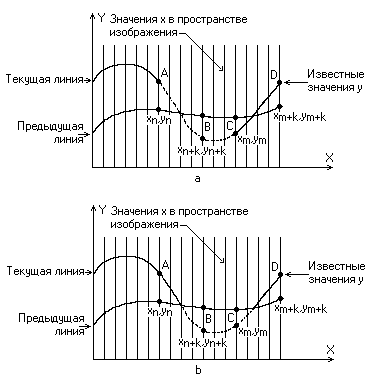 Y
Значения x в пространстве
изображения
Текущая линия
A
D
Известные
значения y
Предыдущая
линия
B
C
xn,yn
xn+k,yn+k
xm,ym
xm+k,ym+k
X
a
Y
Значения x в пространстве
изображения
Текущая линия
A
D
Известные
значения y
Предыдущая
линия
B
C
xn,yn
xn+k,yn+k
xm,ym
xm+k,ym+k
X
b